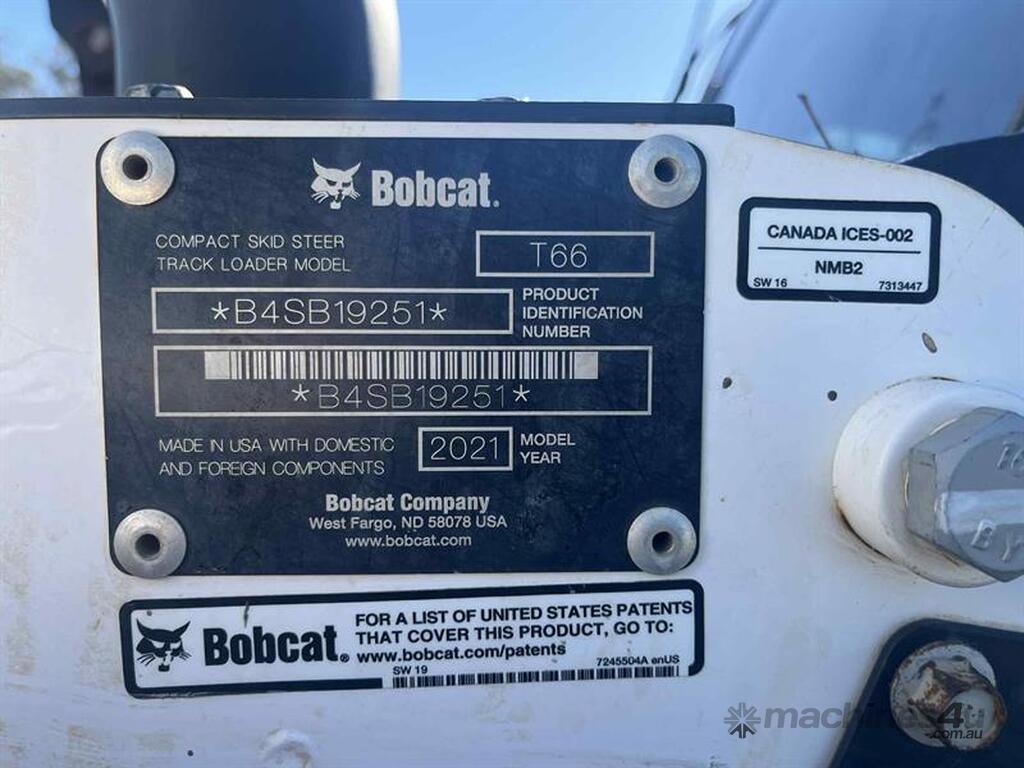 Bobcat.
COMPACT SKID STEER
TRACK LOADER MODEL
T66
*B4SB19251*
PRODUCT
IDENTIFICATION
NUMBER
*B4SB19251*
MADE IN USA WITH DOMESTIC
AND FOREIGN COMPONENTS
2021
MODEL
YEAR
Bobcat Company
West Fargo, ND 58078 USA
www.bobcat.com
CANADA ICES-002
NMB2
SW 16 7313447
Bobcat.
FOR A LIST OF UNITED STATES PATENTS
THAT COVER THIS PRODUCT, GO TO:
www.bobcat.com/patents
SW 19 7245504A enUS
machines4u
.com.au